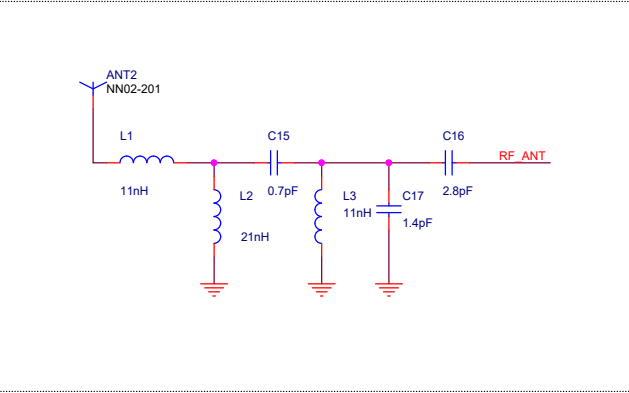 ANT2
NN02-201
L1
C15
C16
RF_ANT
11nH
L2
0.7pF
L3
C17
2.8pF
11nH
1.4pF
21nH